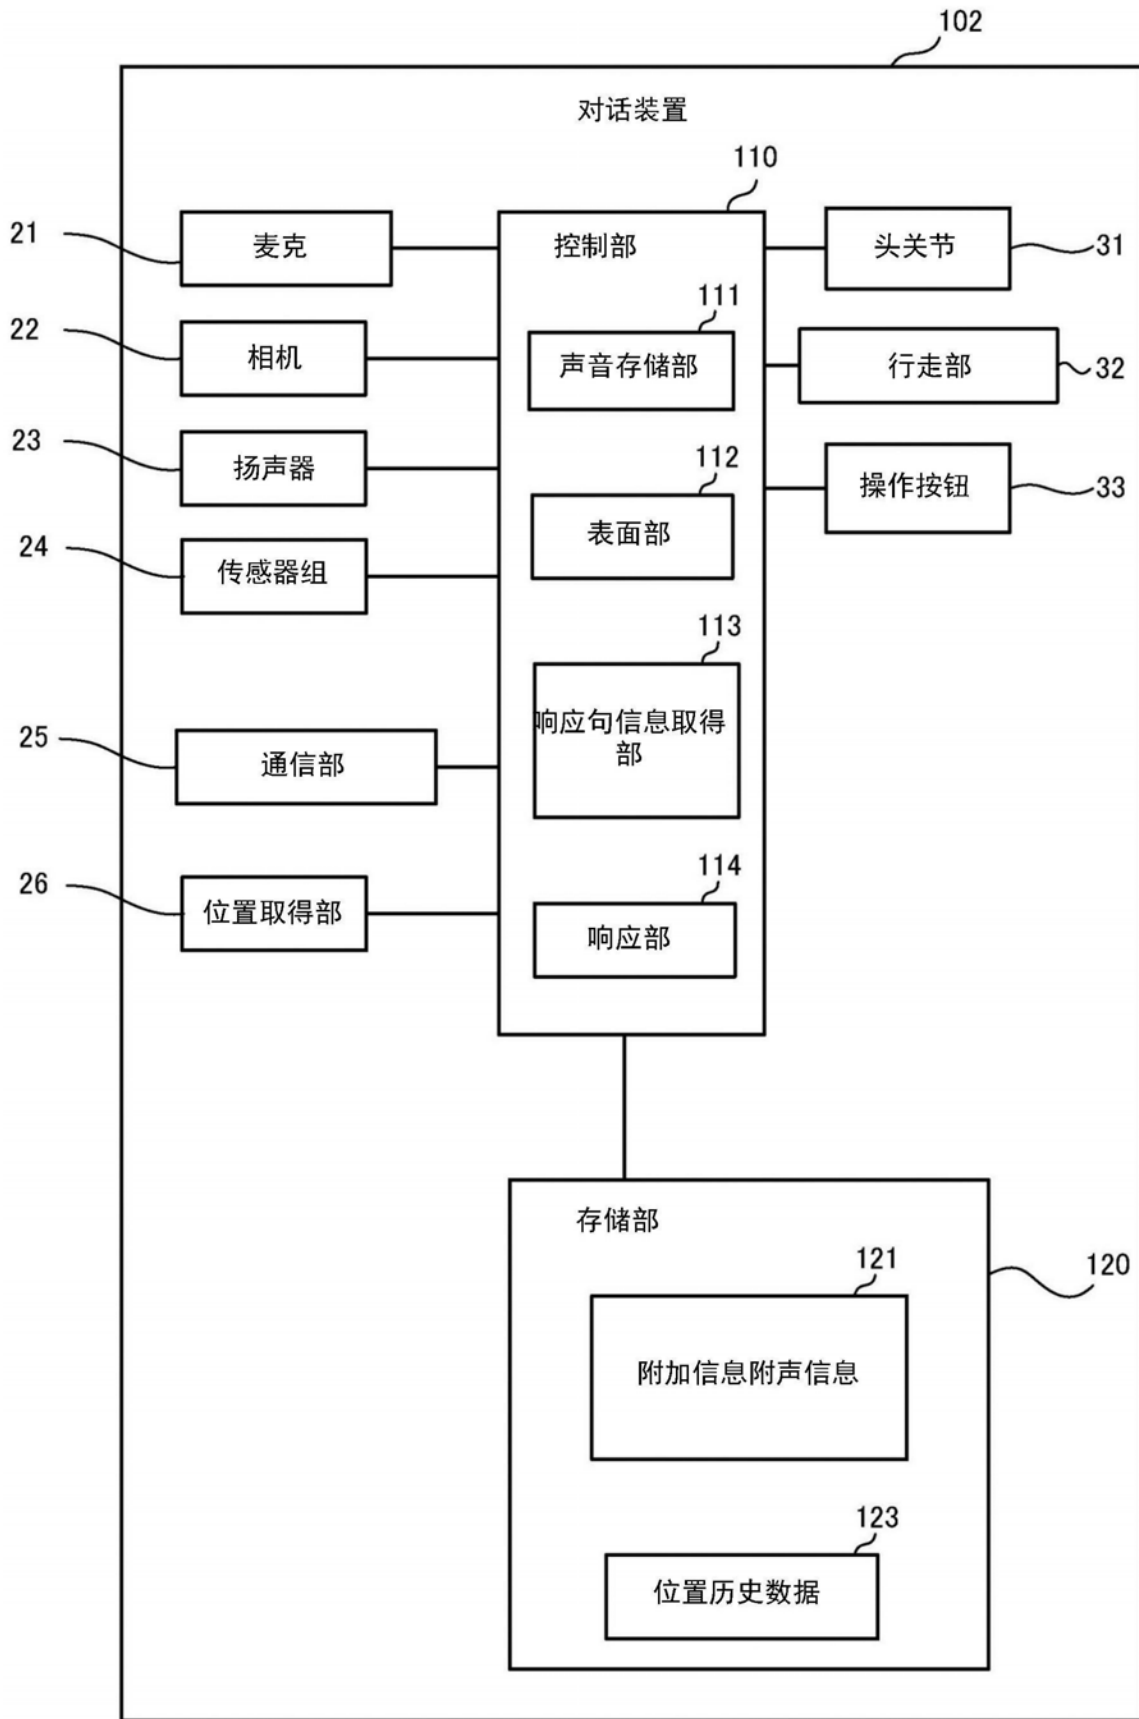 102
对话装置
110
21
麦克
控制部
头关节
31
111
22
相机
声音存储部
行走部
32
23
扬声器
112
操作按钮
33
24
传感器组
表面部
113
25
通信部
响应句信息取得
部
26
位置取得部
114
响应部
存储部
121
120
附加信息附声信息
123
位置历史数据